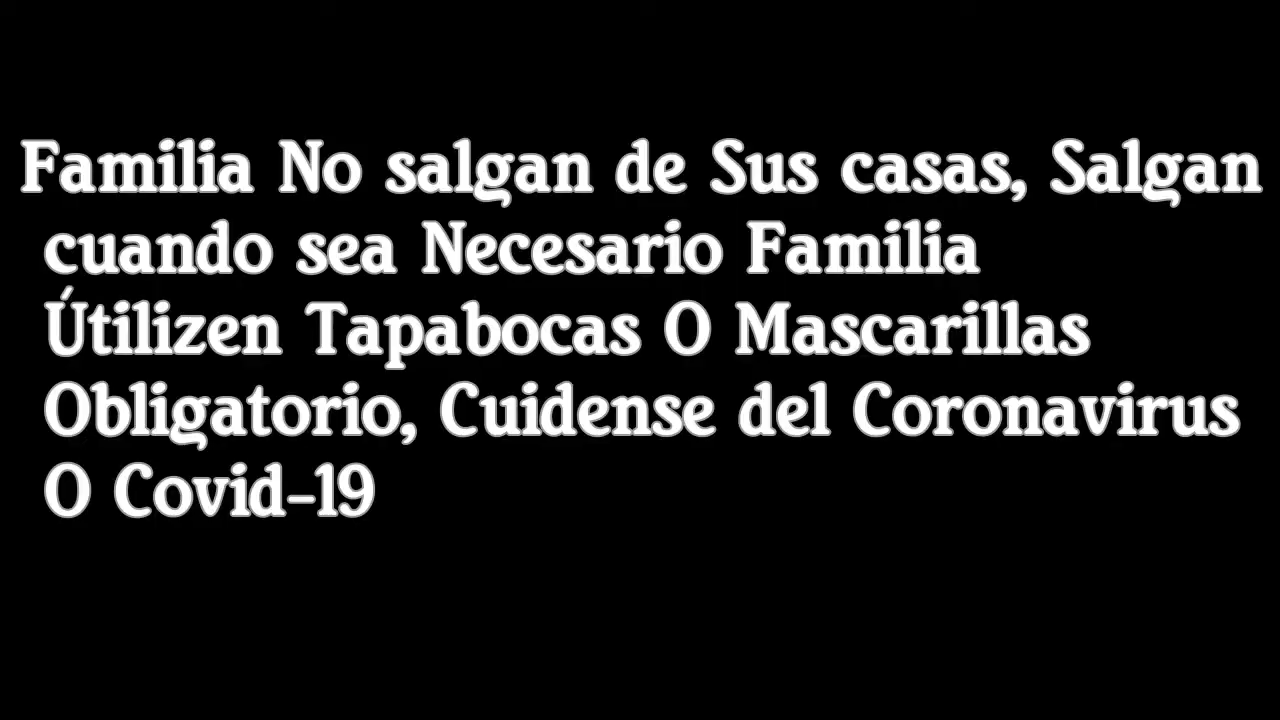 Familia No salgan de Sus casas, Salgan
cuando sea Necesario Familia
Útilizen Tapabocas O Mascarillas
Obligatorio, Cuidense del Coronavirus
O Covid-19